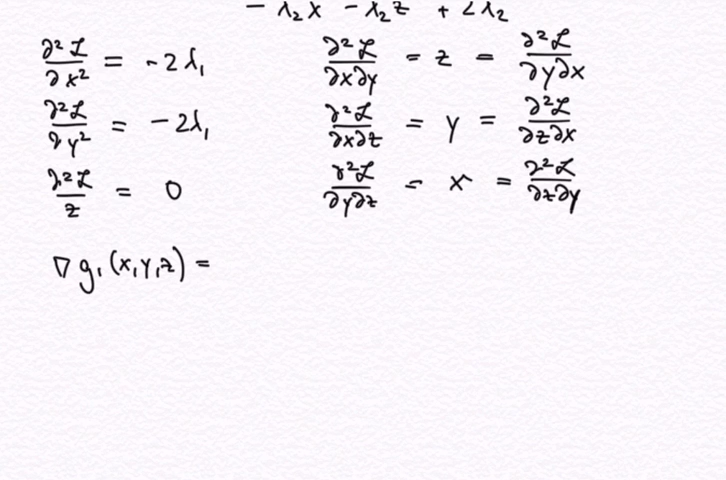 − λ₂x − λ₂z + 2λ₂
∂²ℒ/∂x² = −2λ₁    ∂²ℒ/∂x∂y = z = ∂²ℒ/∂y∂x
∂²ℒ/∂y² = −2λ₁    ∂²ℒ/∂x∂z = y = ∂²ℒ/∂z∂x
∂²ℒ/z = 0    ∂²ℒ/∂y∂z = x = ∂²ℒ/∂z∂y
∇g₁(x,y,z) =